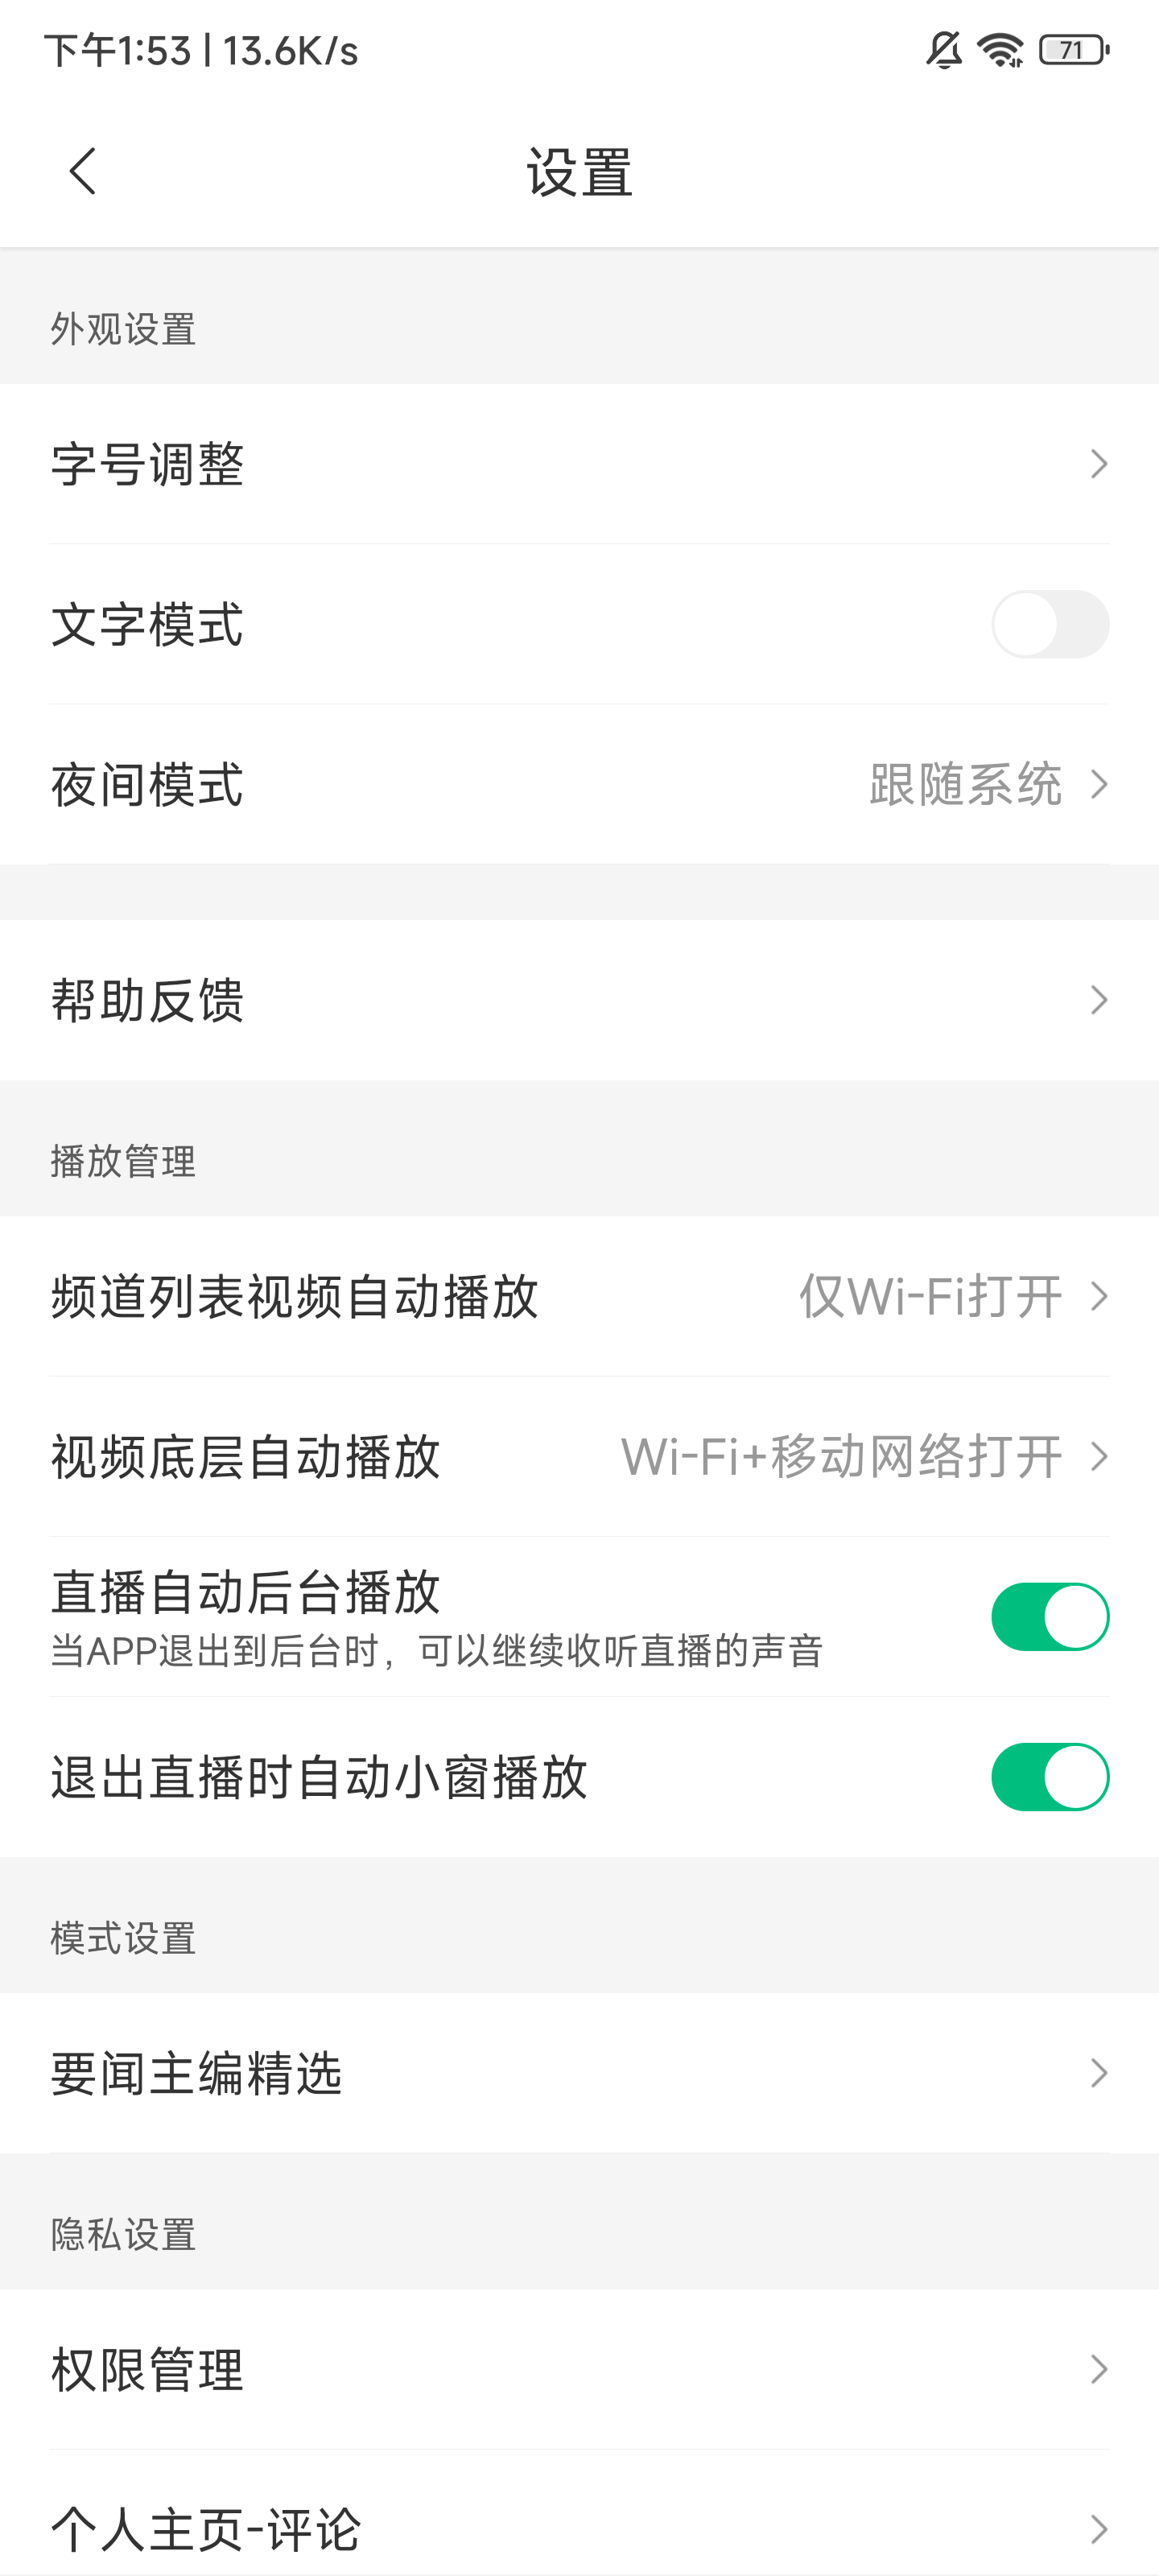 下午1:53 | 13.6K/s
71
设置
外观设置
字号调整
文字模式
夜间模式 跟随系统
帮助反馈
播放管理
频道列表视频自动播放 仅Wi-Fi打开
视频底层自动播放 Wi-Fi+移动网络打开
直播自动后台播放
当APP退出到后台时，可以继续收听直播的声音
退出直播时自动小窗播放
模式设置
要闻主编精选
隐私设置
权限管理
个人主页-评论